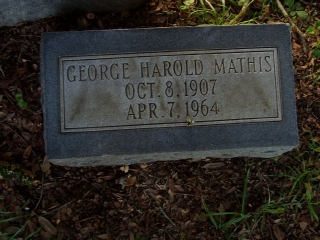 GEORGE HAROLD MATHIS
OCT. 8, 1907
APR. 7, 1964